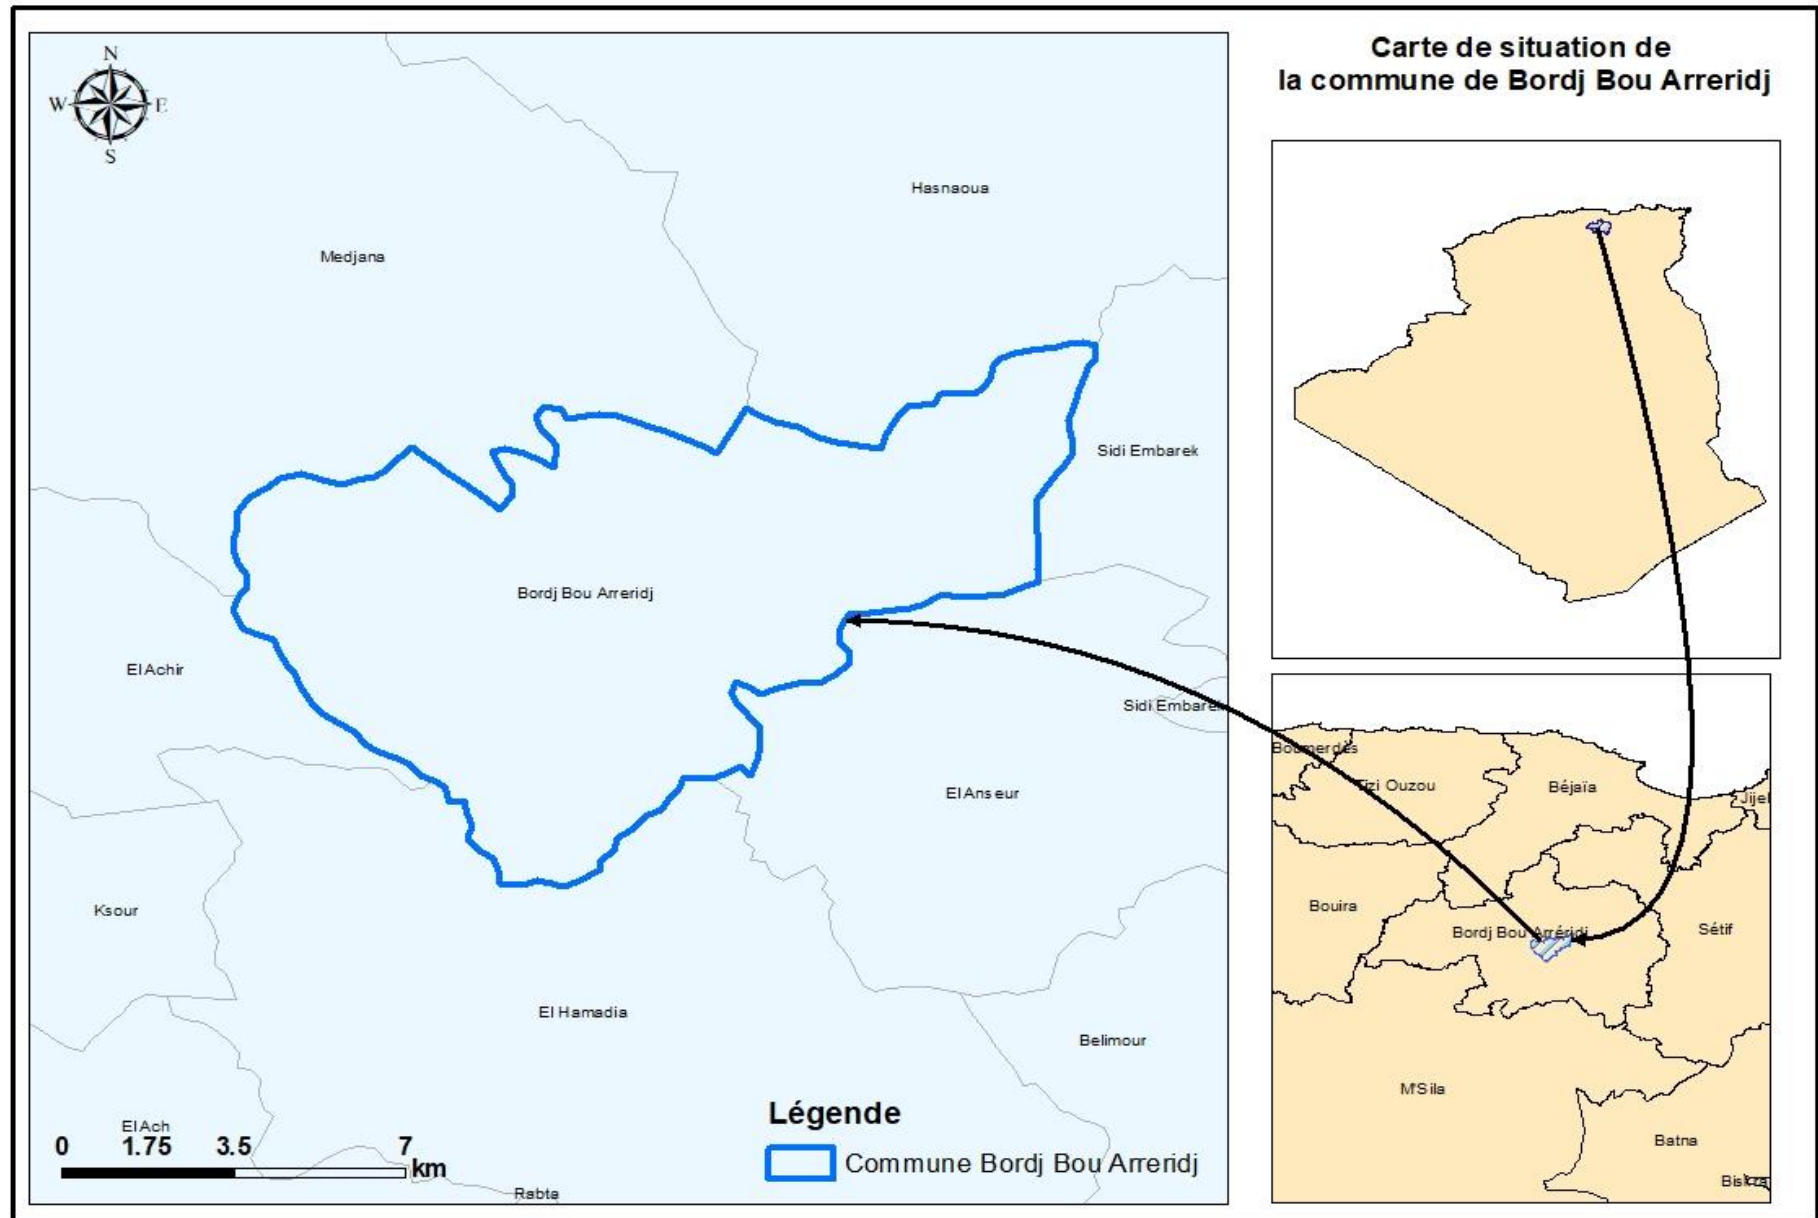 Carte de situation de
la commune de Bordj Bou Arreridj
N
W
E
S
Hasnaoua
Medjana
Sidi Embarek
Bordj Bou Arreridj
El Achir
Sidi Embarek
El Anseur
Ksour
El Hamadia
Belimour
El Ach
Rabta
0 1.75 3.5 7
km
Légende
Commune Bordj Bou Arreridj
Boumerdès
Tizi Ouzou
Béjaïa
Jijel
Bouira
Bordj Bou Arréridj
Sétif
M'Sila
Batna
Biskra